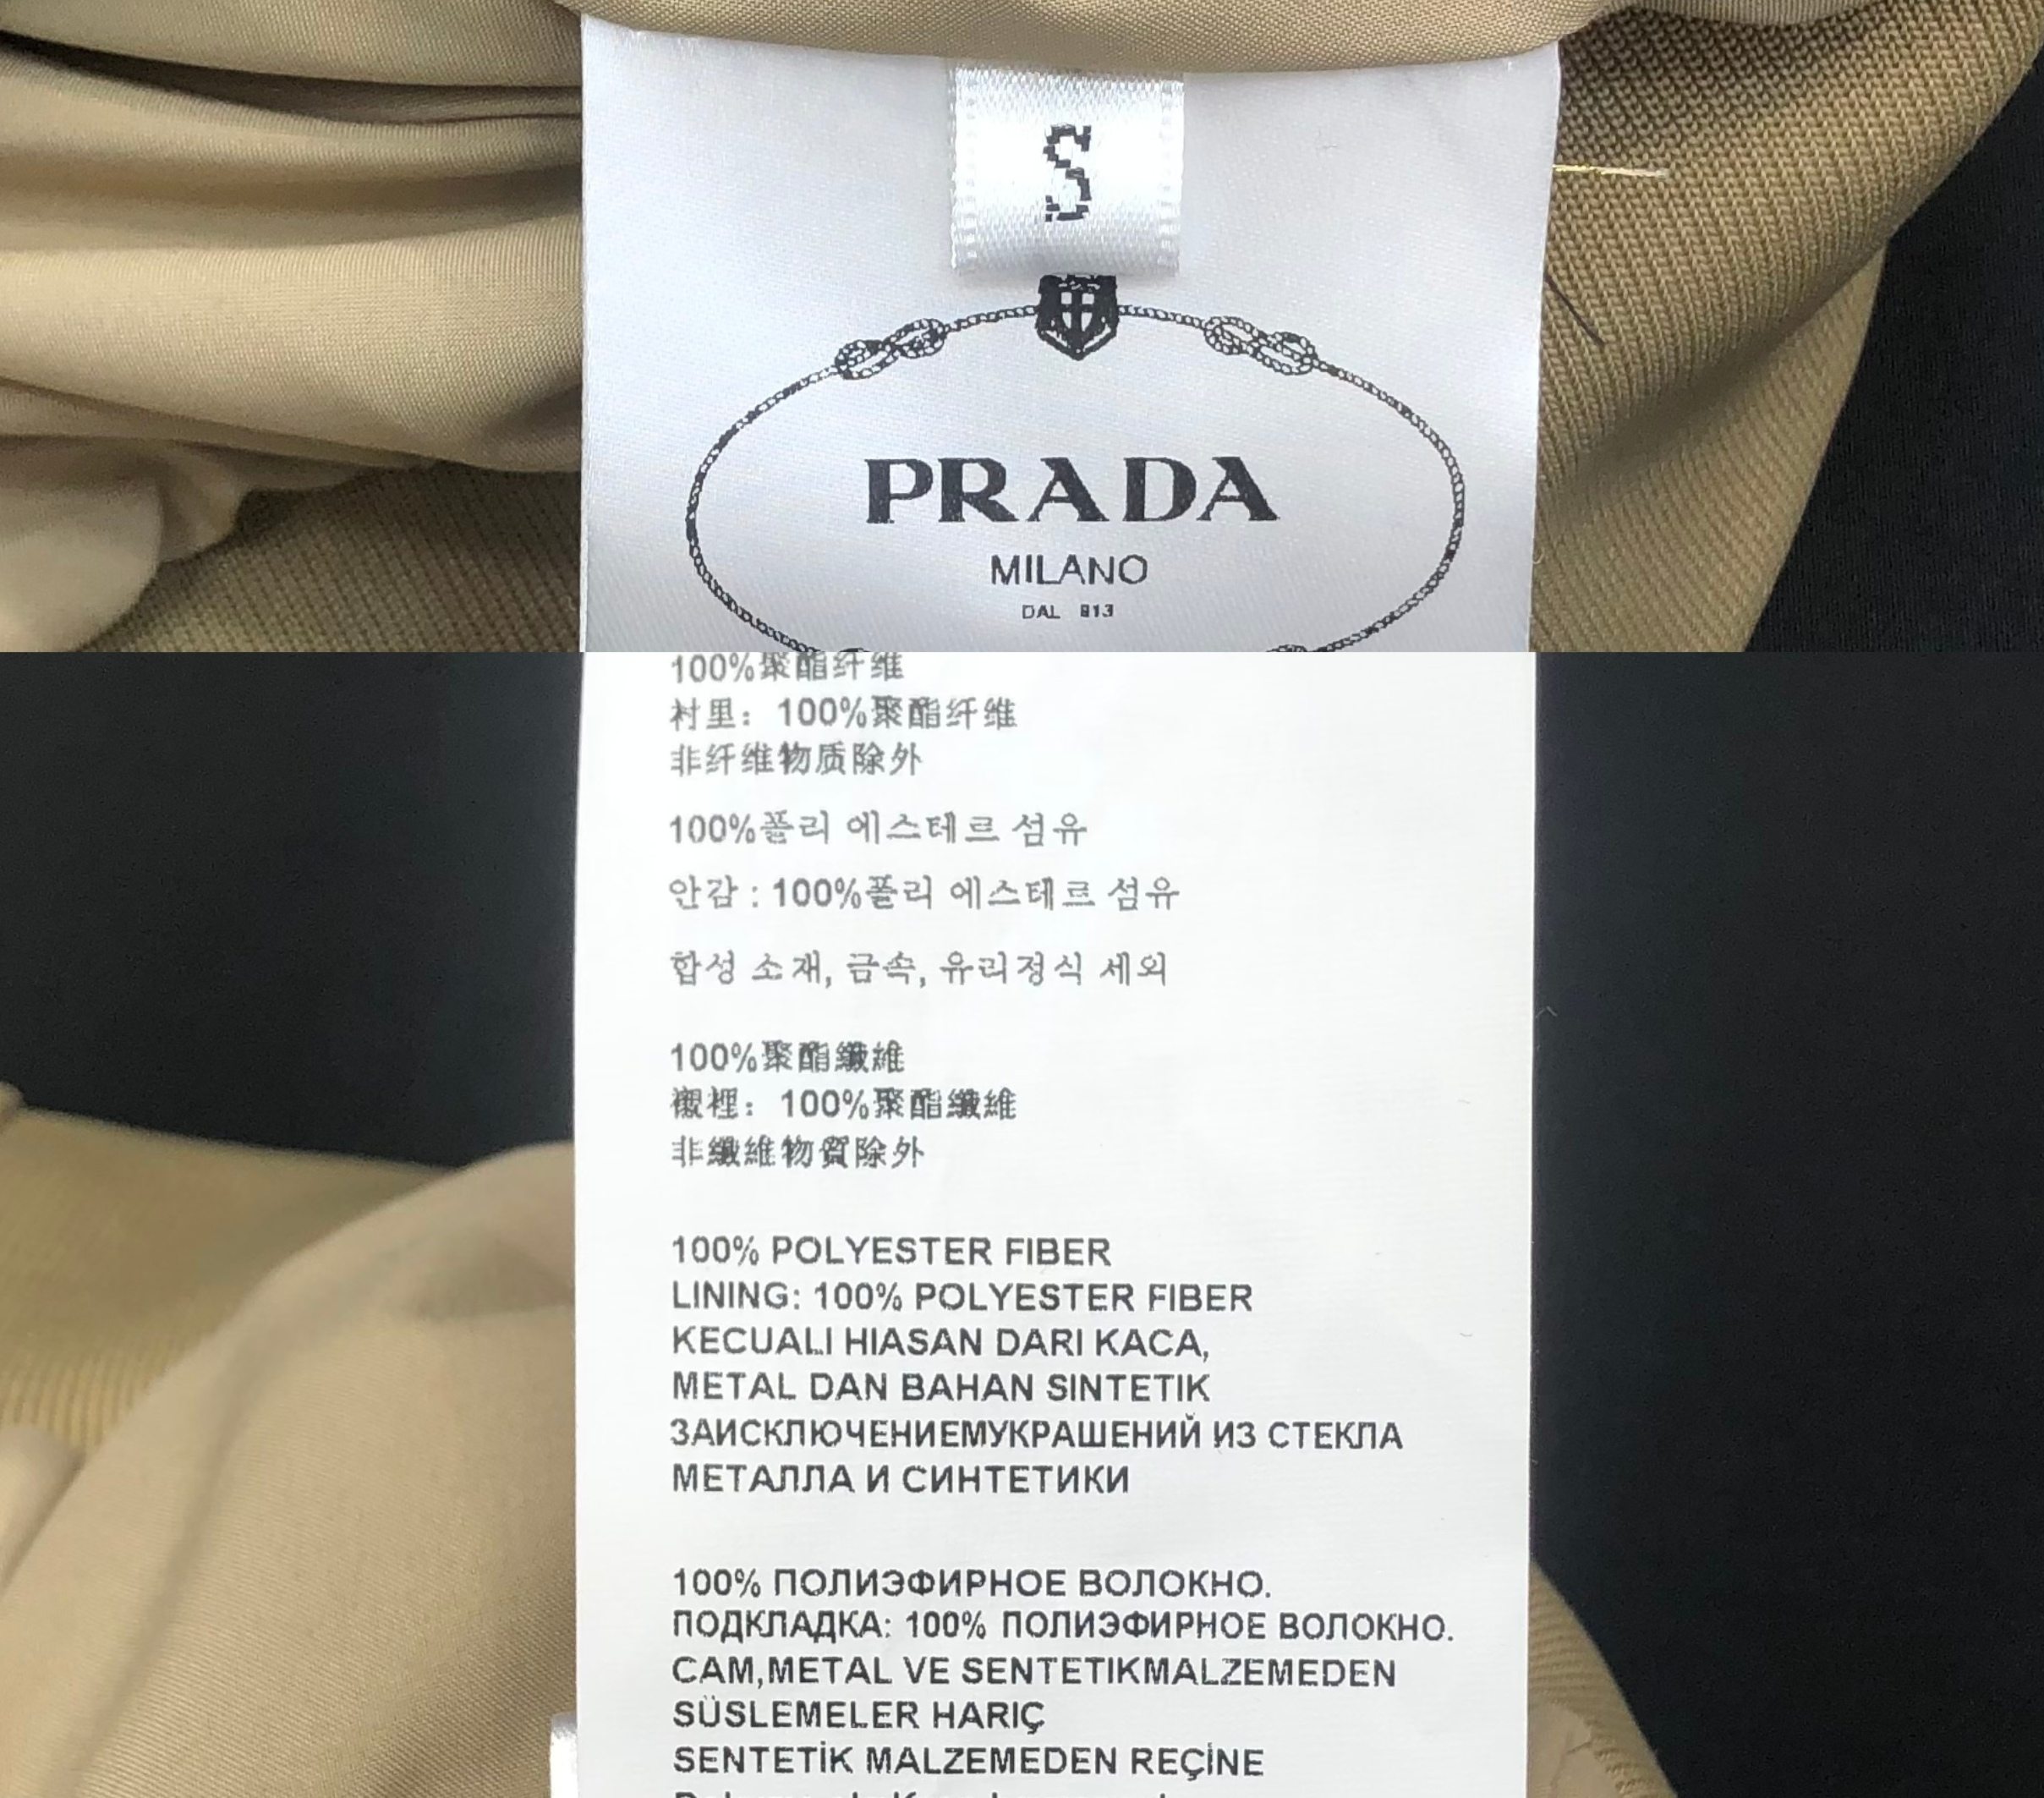 S
PRADA
MILANO
DAL 913
100%聚酯纤维
衬里：100%聚酯纤维
非纤维物质除外
100%폴리 에스테르 섬유
안감 : 100%폴리 에스테르 섬유
합성 소재, 금속, 유리정식 세외
100%聚酯纖維
襯裡：100%聚酯纖維
非纖維物質除外
100% POLYESTER FIBER
LINING: 100% POLYESTER FIBER
KECUALI HIASAN DARI KACA,
METAL DAN BAHAN SINTETIK
ЗАИСКЛЮЧЕНИЕМУКРАШЕНИЙ ИЗ СТЕКЛА
МЕТАЛЛА И СИНТЕТИКИ
100% ПОЛИЭФИРНОЕ ВОЛОКНО.
ПОДКЛАДКА: 100% ПОЛИЭФИРНОЕ ВОЛОКНО.
CAM,METAL VE SENTETIKMALZEMEDEN
SÜSLEMELER HARIÇ
SENTETİK MALZEMEDEN REÇİNE